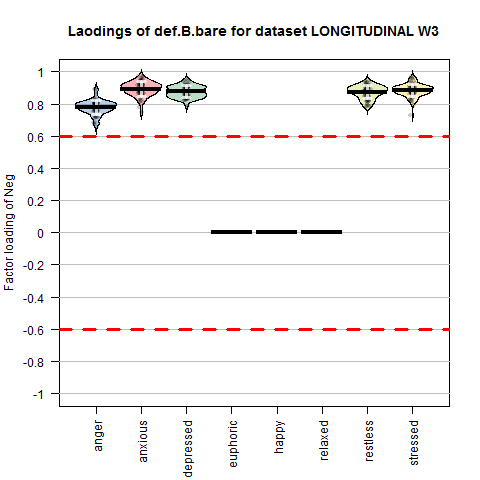 Laodings of def.B.bare for dataset LONGITUDINAL W3
Factor loading of Neg
1
0.8
0.6
0.4
0.2
0
-0.2
-0.4
-0.6
-0.8
-1
anger
anxious
depressed
euphoric
happy
relaxed
restless
stressed